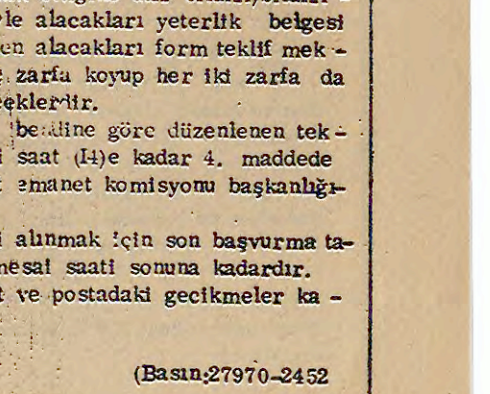 le alacakları yeterlik belgesi
en alacakları form teklif mek -
zarfa koyup her iki zarfa da
eklerdir.
bendine göre düzenlenen tek -
i saat (I4)e kadar 4. maddede
t emanet komisyonu başkanlığı-
i alınmak için son başvurma ta-
mesai saati sonuna kadardır.
t ve postadaki gecikmeler ka -
(Basın:27970-2452